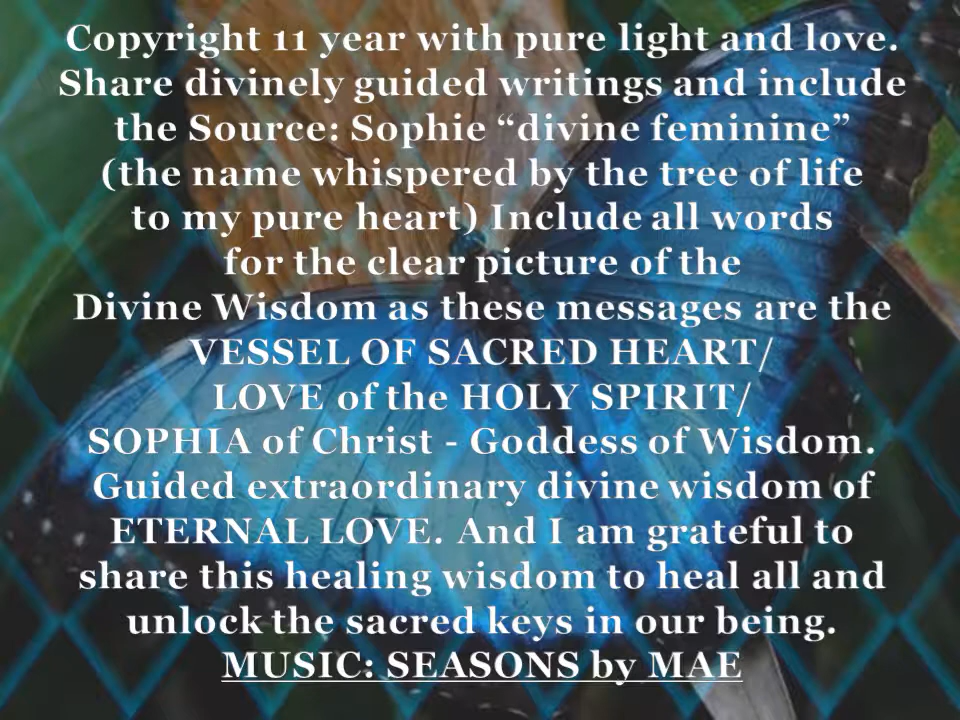 Copyright 11 year with pure light and love.
Share divinely guided writings and include
the Source: Sophie “divine feminine”
(the name whispered by the tree of life
to my pure heart) Include all words
for the clear picture of the
Divine Wisdom as these messages are the
VESSEL OF SACRED HEART/
LOVE of the HOLY SPIRIT/
SOPHIA of Christ - Goddess of Wisdom.
Guided extraordinary divine wisdom of
ETERNAL LOVE. And I am grateful to
share this healing wisdom to heal all and
unlock the sacred keys in our being.
MUSIC: SEASONS by MAE